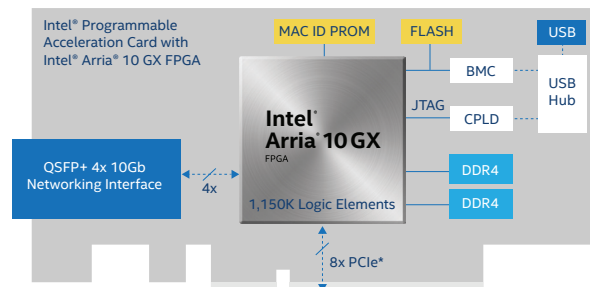 Intel® Programmable
Acceleration Card with
Intel® Arria® 10 GX FPGA
MAC ID PROM
FLASH
USB
BMC
USB
Hub
JTAG
CPLD
Intel®
Arria® 10 GX
FPGA
QSFP+ 4x 10Gb
Networking Interface
4x
DDR4
DDR4
1,150K Logic Elements
8x PCIe*